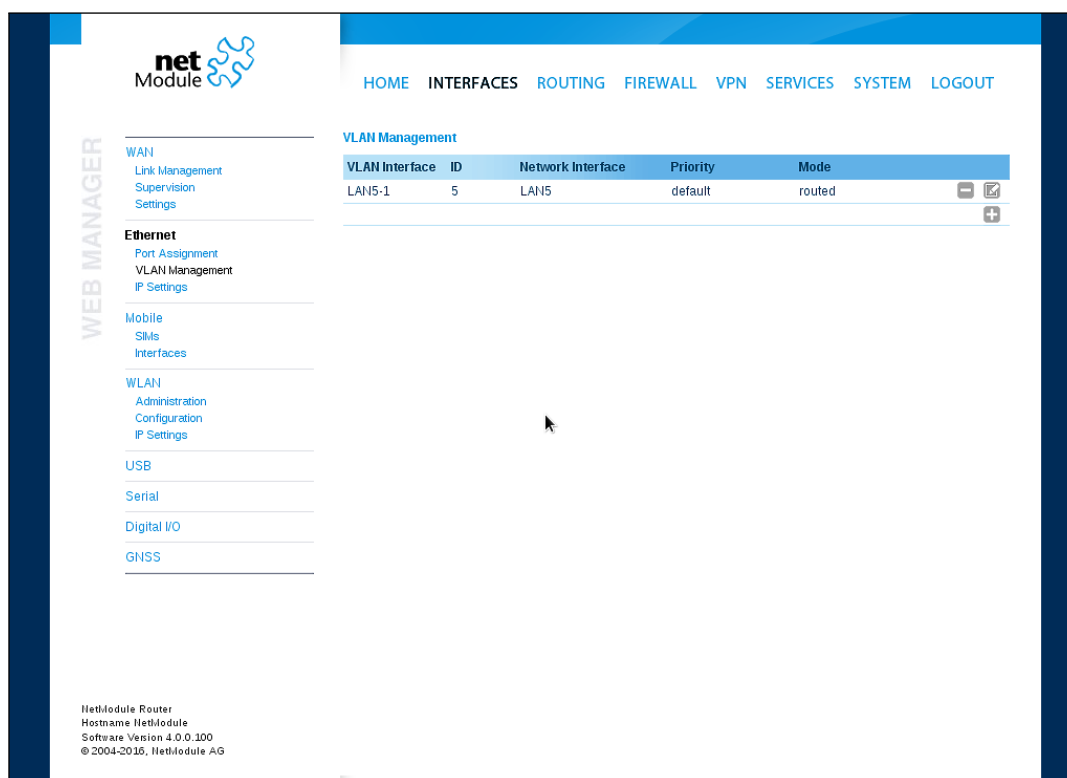 net
Module
HOME INTERFACES ROUTING FIREWALL VPN SERVICES SYSTEM LOGOUT
WEB MANAGER
WAN
Link Management
Supervision
Settings
Ethernet
Port Assignment
VLAN Management
IP Settings
Mobile
SIMs
Interfaces
WLAN
Administration
Configuration
IP Settings
USB
Serial
Digital I/O
GNSS
VLAN Management
VLAN Interface ID Network Interface Priority Mode
LAN5-1 5 LAN5 default routed
NetModule Router
Hostname NetModule
Software Version 4.0.0.100
© 2004-2016, NetModule AG